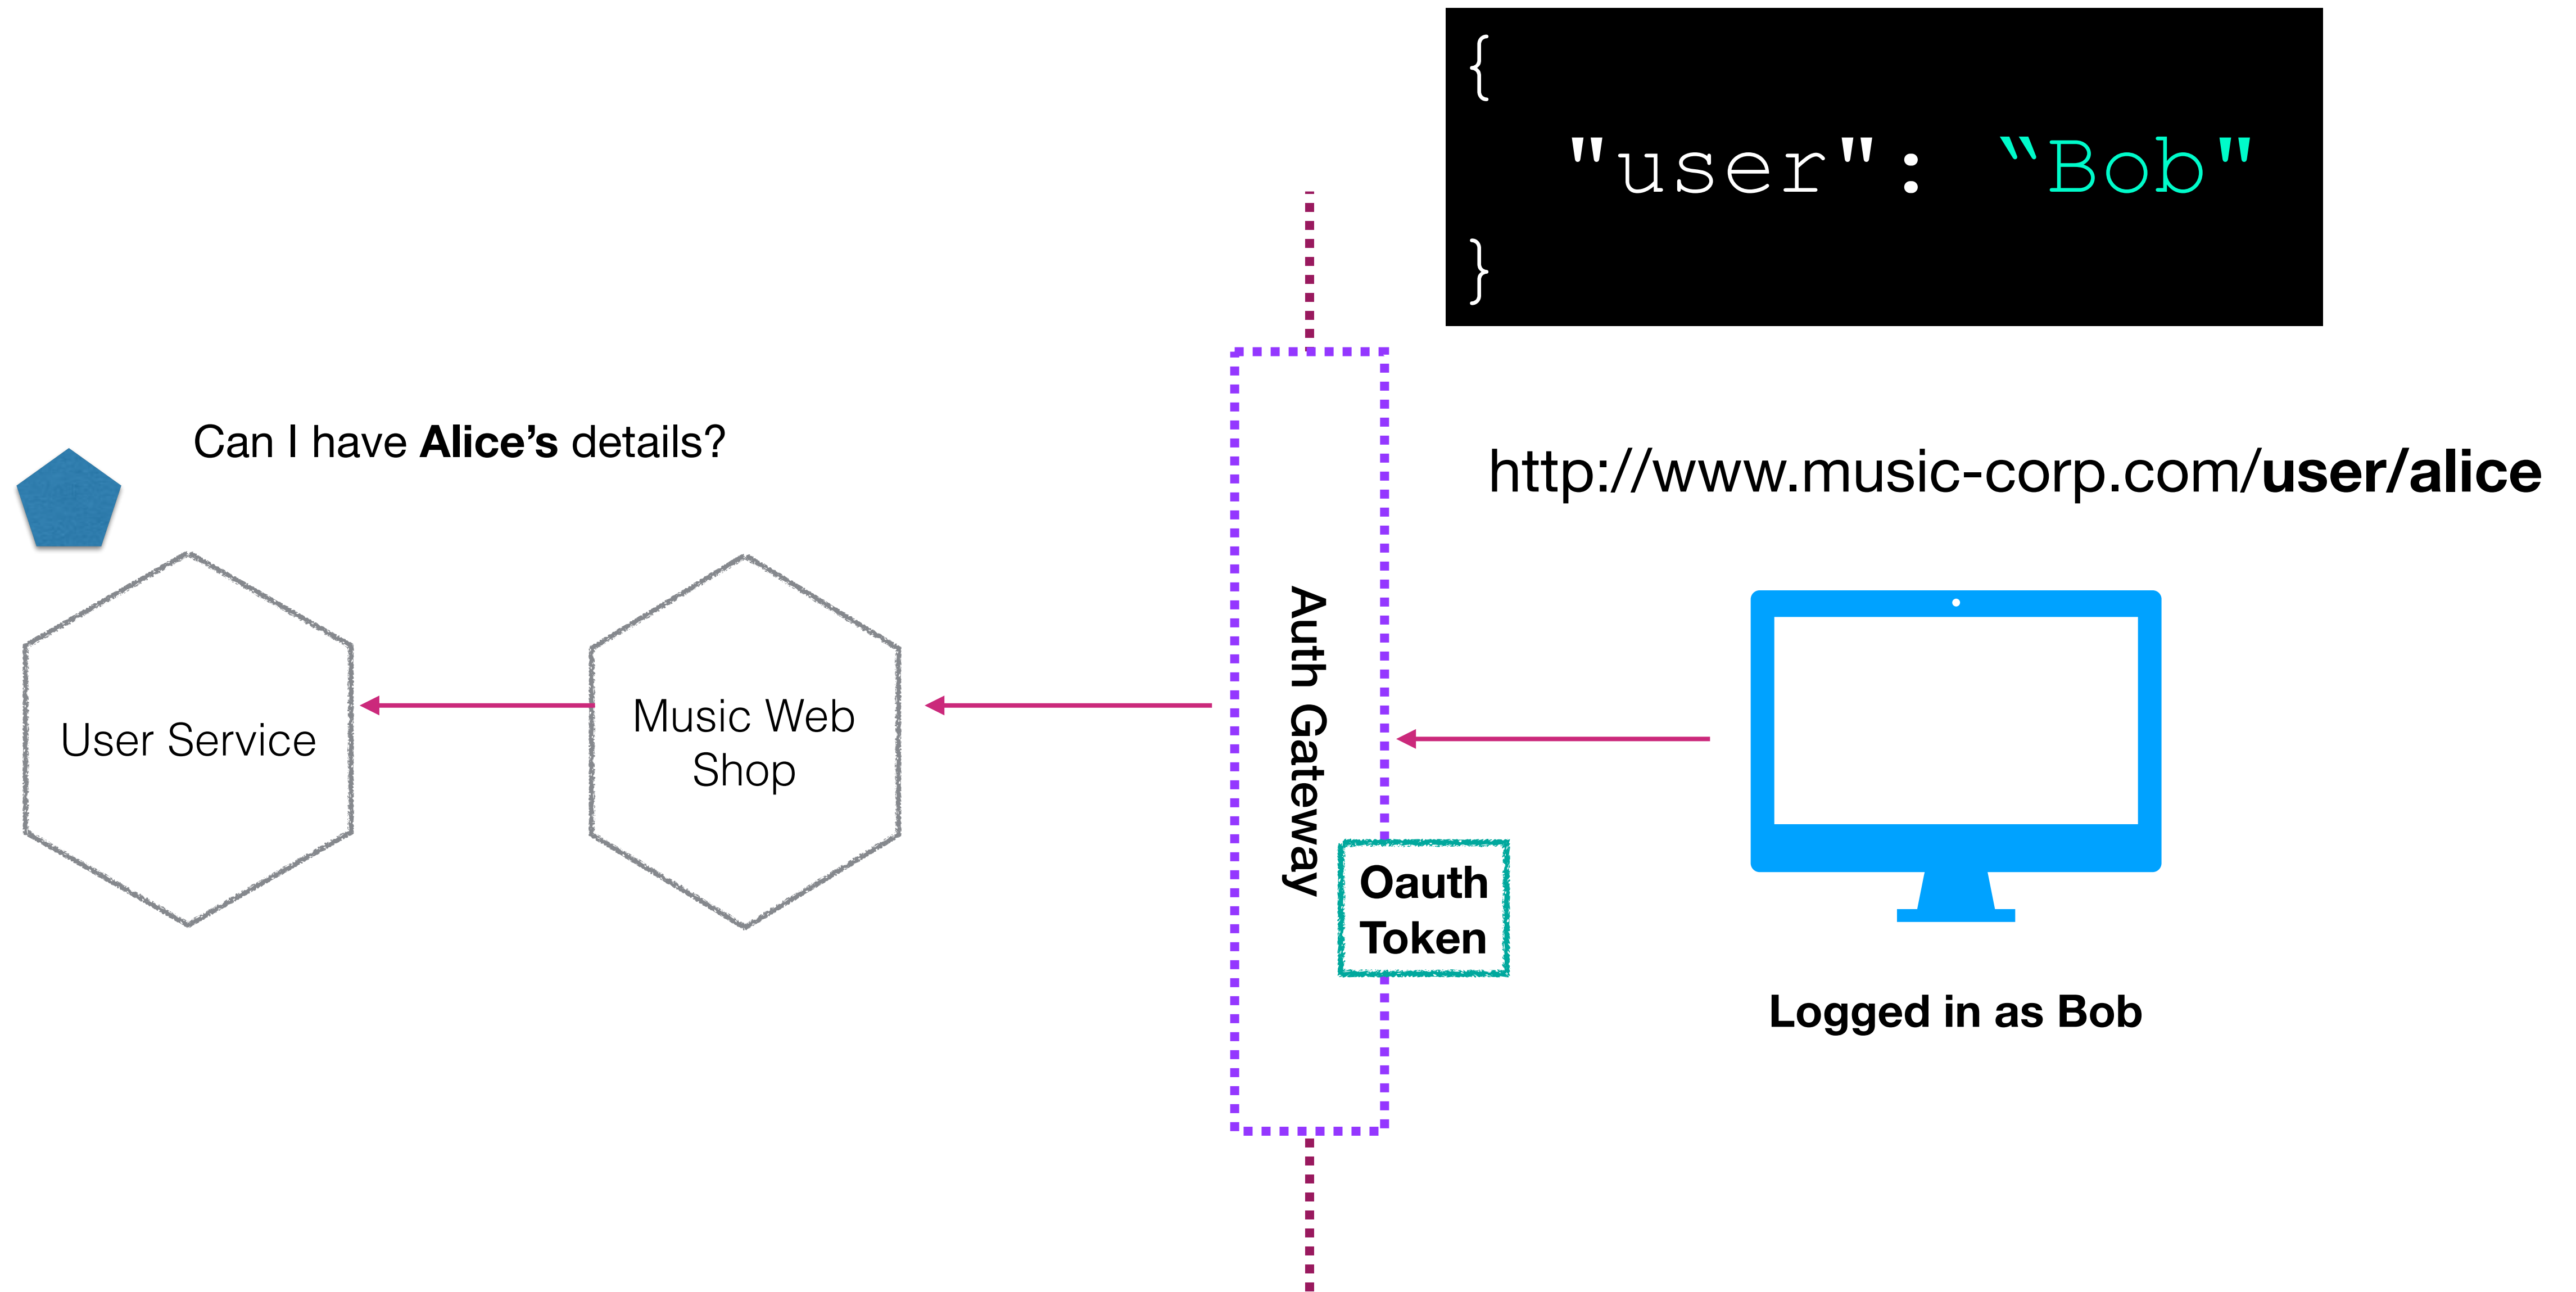 {
"user": “Bob"
}
Can I have Alice’s details?
http://www.music-corp.com/user/alice
User Service
Music Web
Shop
Auth Gateway
Oauth
Token
Logged in as Bob